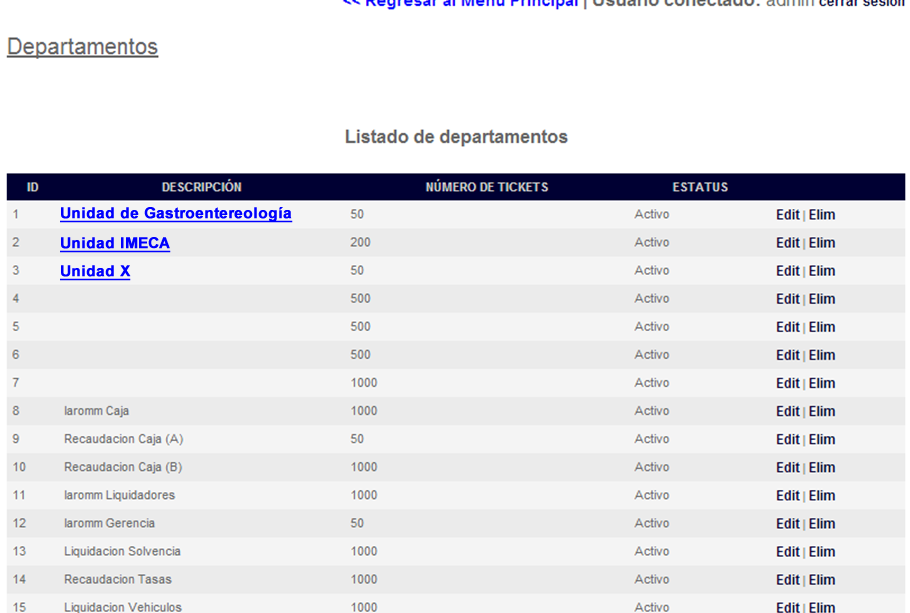 << Regresar al Menú Principal | Usuario conectado: admin cerrar sesión
Departamentos
Listado de departamentos
ID DESCRIPCIÓN NÚMERO DE TICKETS ESTATUS
1 Unidad de Gastroentereología 50 Activo Edit | Elim
2 Unidad IMECA 200 Activo Edit | Elim
3 Unidad X 50 Activo Edit | Elim
4 500 Activo Edit | Elim
5 500 Activo Edit | Elim
6 500 Activo Edit | Elim
7 1000 Activo Edit | Elim
8 Iaromm Caja 1000 Activo Edit | Elim
9 Recaudacion Caja (A) 50 Activo Edit | Elim
10 Recaudacion Caja (B) 1000 Activo Edit | Elim
11 Iaromm Liquidadores 1000 Activo Edit | Elim
12 Iaromm Gerencia 50 Activo Edit | Elim
13 Liquidacion Solvencia 1000 Activo Edit | Elim
14 Recaudacion Tasas 1000 Activo Edit | Elim
15 Liquidacion Vehiculos 1000 Activo Edit | Elim